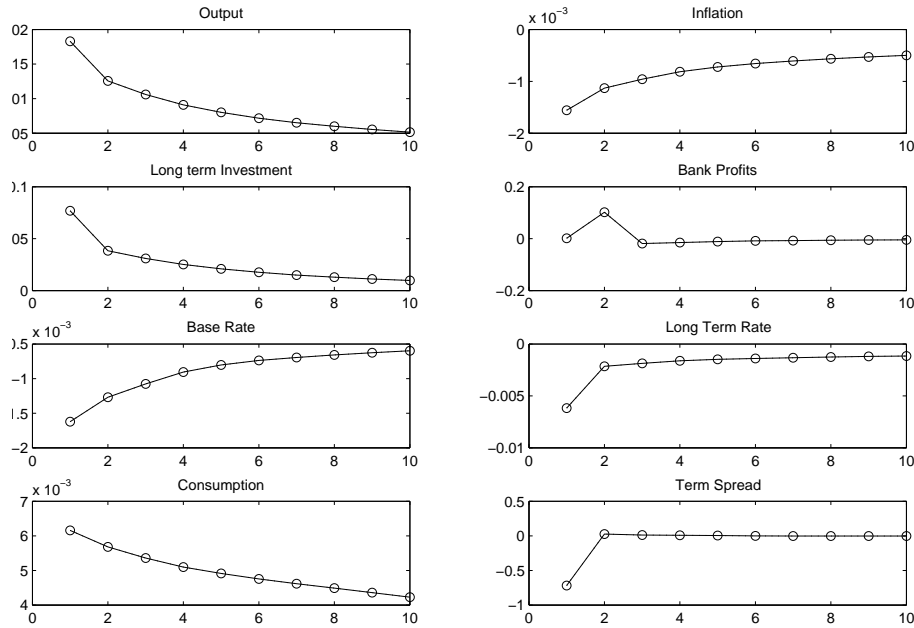 Output
02
15
01
05
0 2 4 6 8 10
Inflation
x 10−3
0
−1
−2
0 2 4 6 8 10
Long term Investment
0.1
05
0
0 2 4 6 8 10
Bank Profits
0.2
0
−0.2
0 2 4 6 8 10
Base Rate
x 10−3
0.5
−1
1.5
−2
0 2 4 6 8 10
Long Term Rate
0
−0.005
−0.01
0 2 4 6 8 10
Consumption
x 10−3
7
6
5
4
0 2 4 6 8 10
Term Spread
0.5
0
−0.5
−1
0 2 4 6 8 10